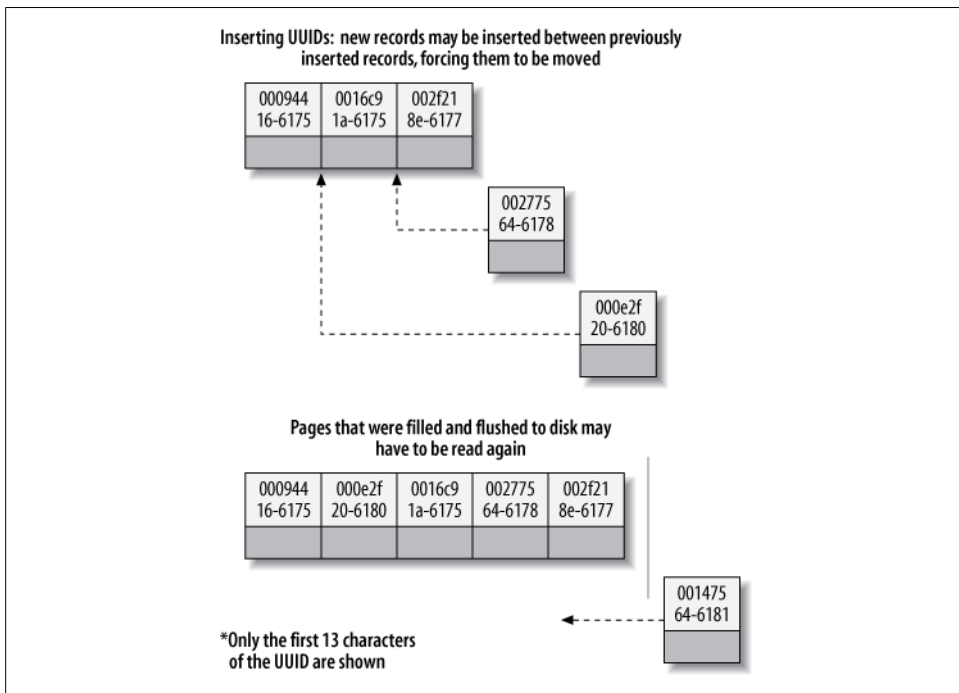 Inserting UUIDs: new records may be inserted between previously
inserted records, forcing them to be moved
000944 0016c9 002f21
16-6175 1a-6175 8e-6177
002775
64-6178
000e2f
20-6180
Pages that were filled and flushed to disk may
have to be read again
000944 000e2f 0016c9 002775 002f21
16-6175 20-6180 1a-6175 64-6178 8e-6177
001475
64-6181
*Only the first 13 characters
of the UUID are shown